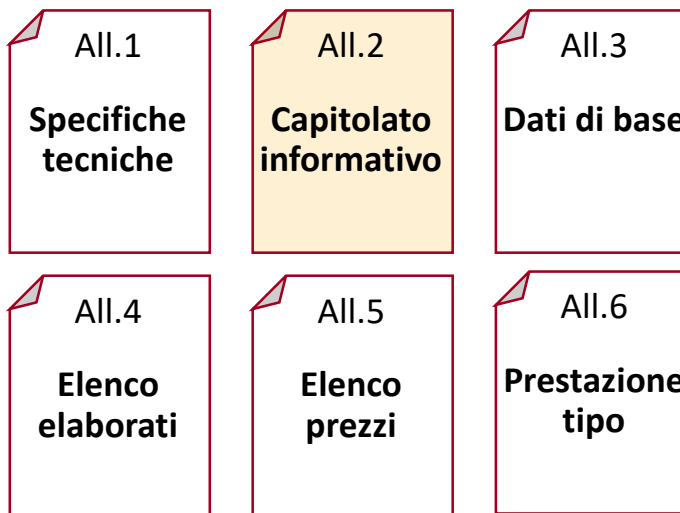 All.1
Specifiche
tecniche
All.2
Capitolato
informativo
All.3
Dati di base
All.4
Elenco
elaborati
All.5
Elenco
prezzi
All.6
Prestazione
tipo